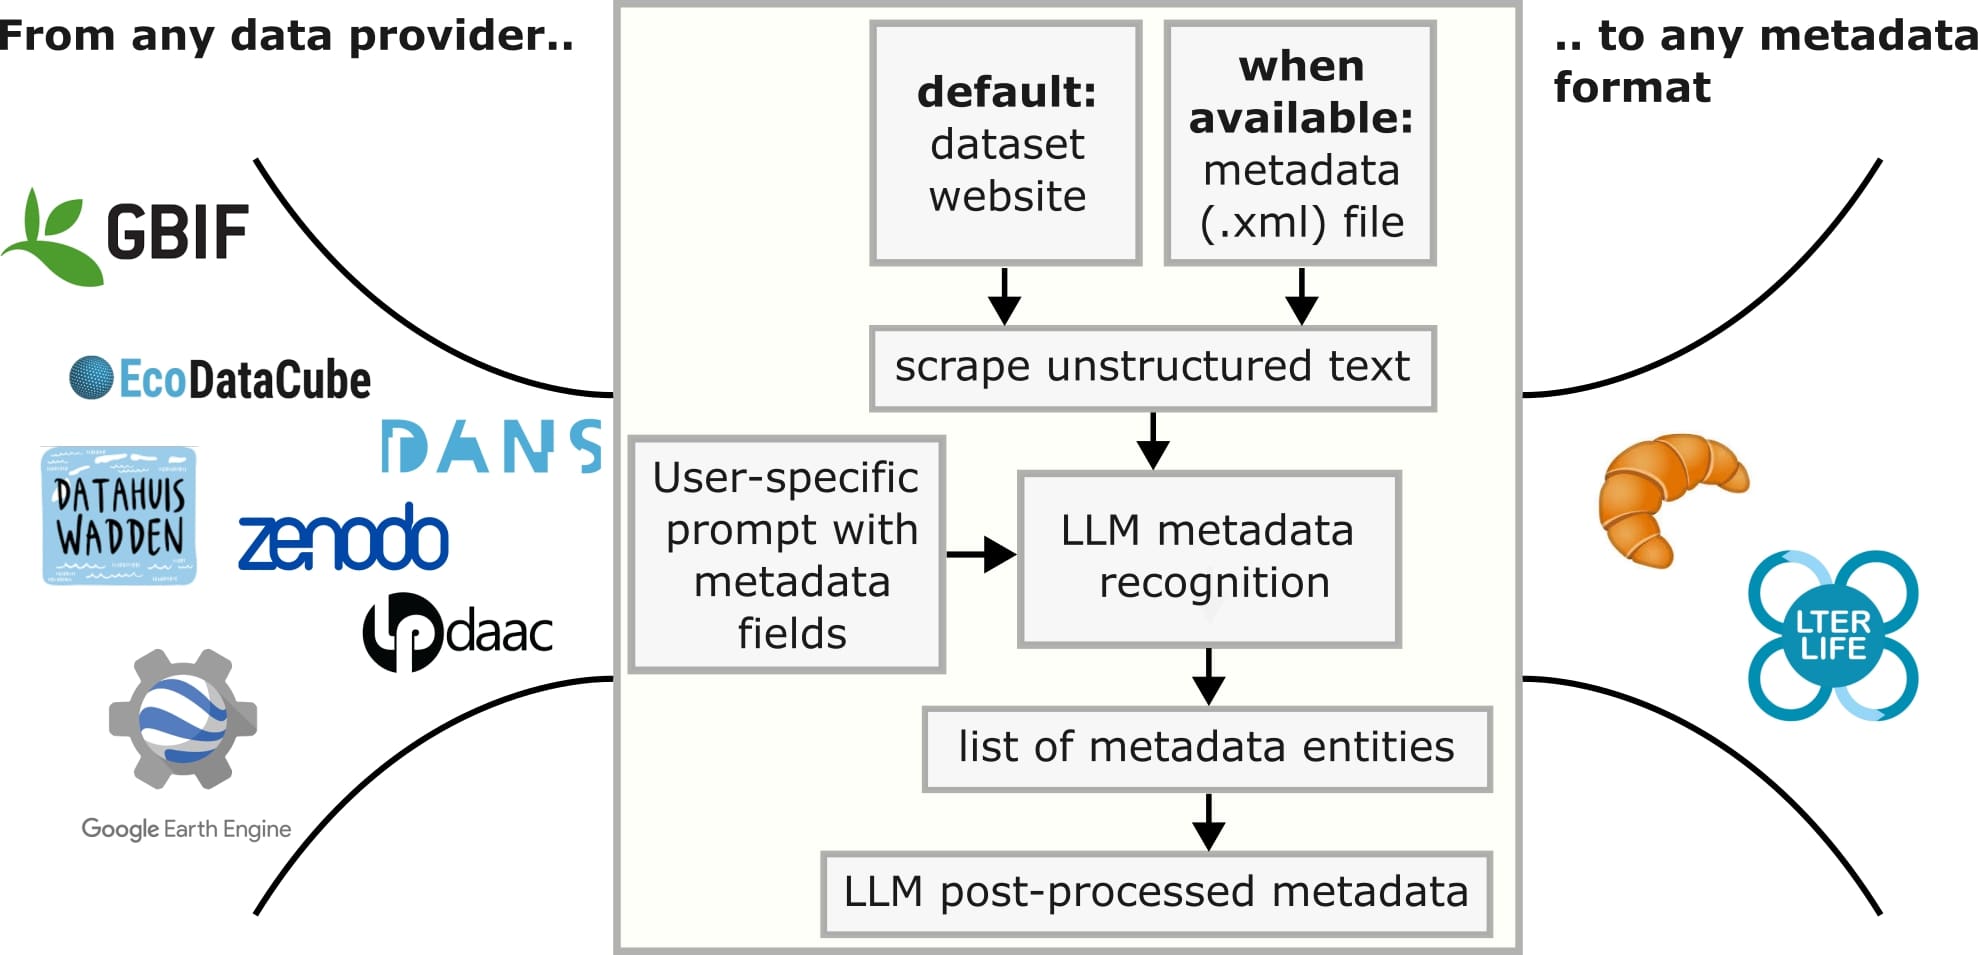 From any data provider..
.. to any metadata
format
default:
dataset
website
when
available:
metadata
(.xml) file
scrape unstructured text
User-specific
prompt with
metadata
fields
LLM metadata
recognition
list of metadata entities
LLM post-processed metadata
GBIF
EcoDataCube
DANS
DATAHUIS
WADDEN
zenodo
lpdaac
Google Earth Engine
LTER
LIFE